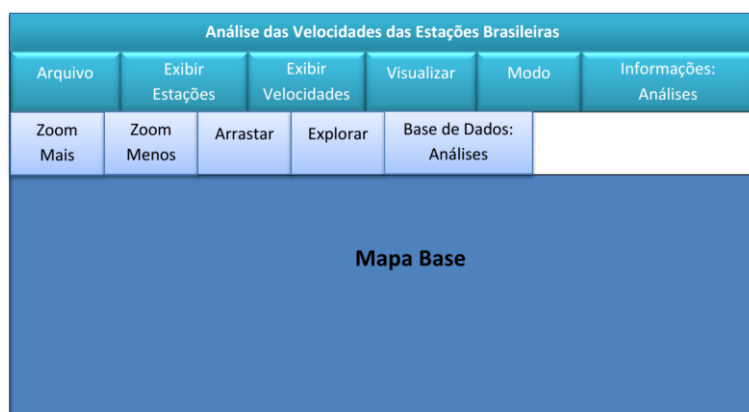 Análise das Velocidades das Estações Brasileiras
Arquivo
Exibir
Estações
Exibir
Velocidades
Visualizar
Modo
Informações:
Análises
Zoom
Mais
Zoom
Menos
Arrastar
Explorar
Base de Dados:
Análises
Mapa Base